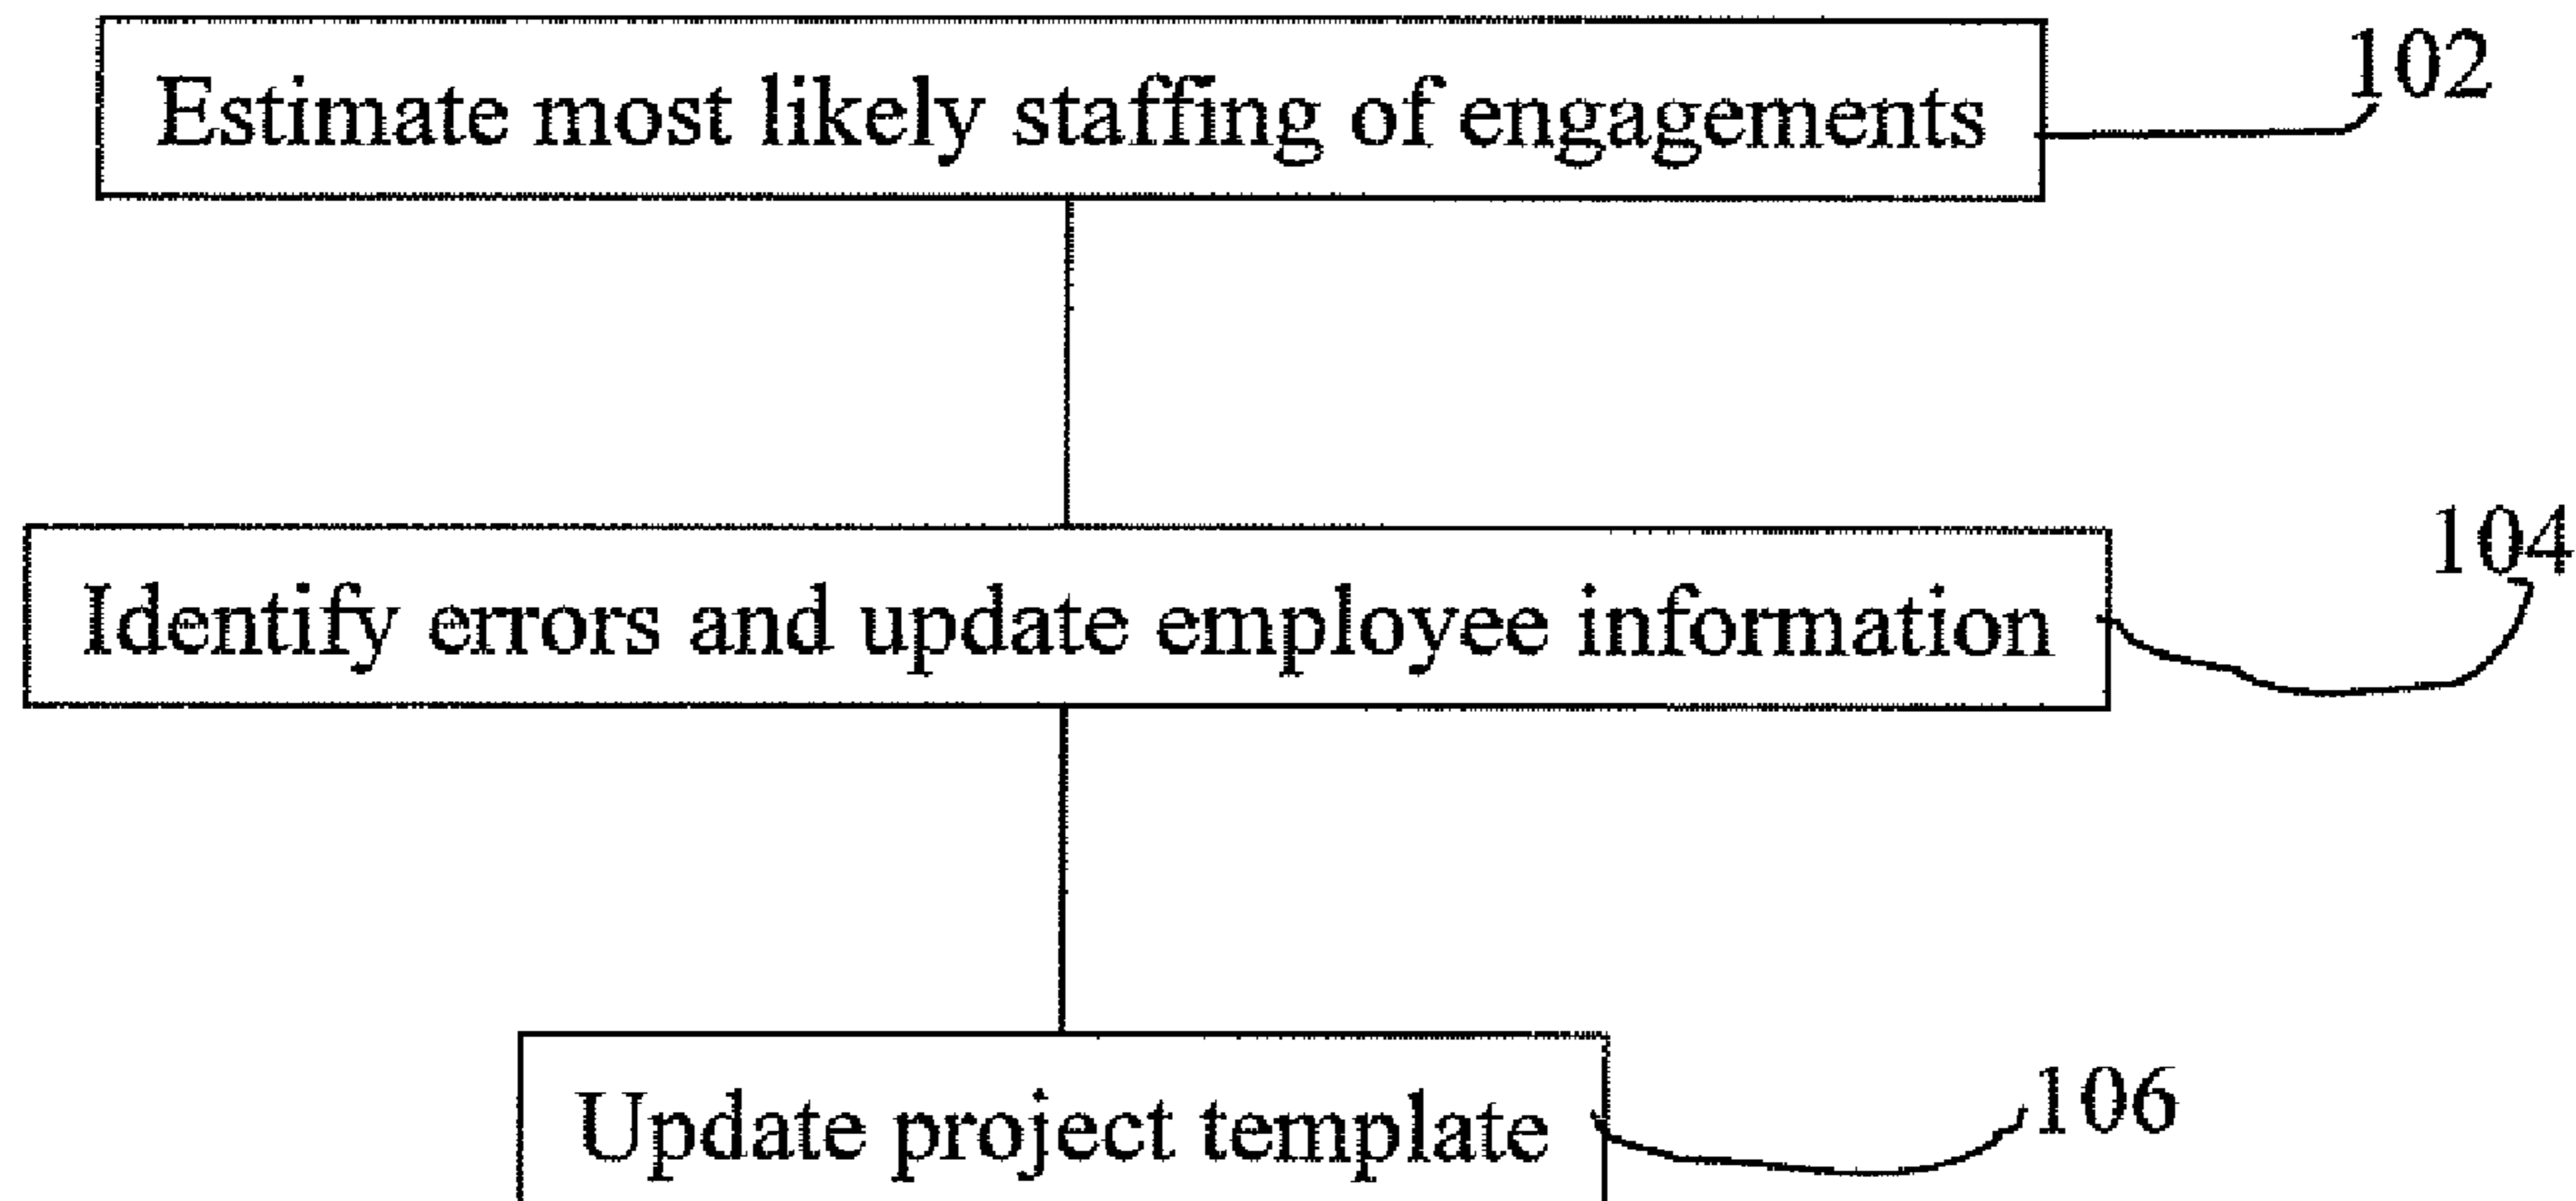 Estimate most likely staffing of engagements
102
Identify errors and update employee information
104
Update project template
106